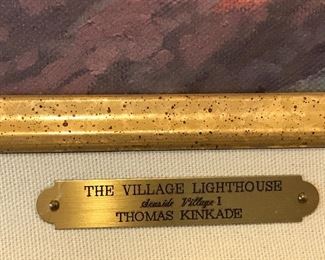 THE VILLAGE LIGHTHOUSE
Seaside Village I
THOMAS KINKADE